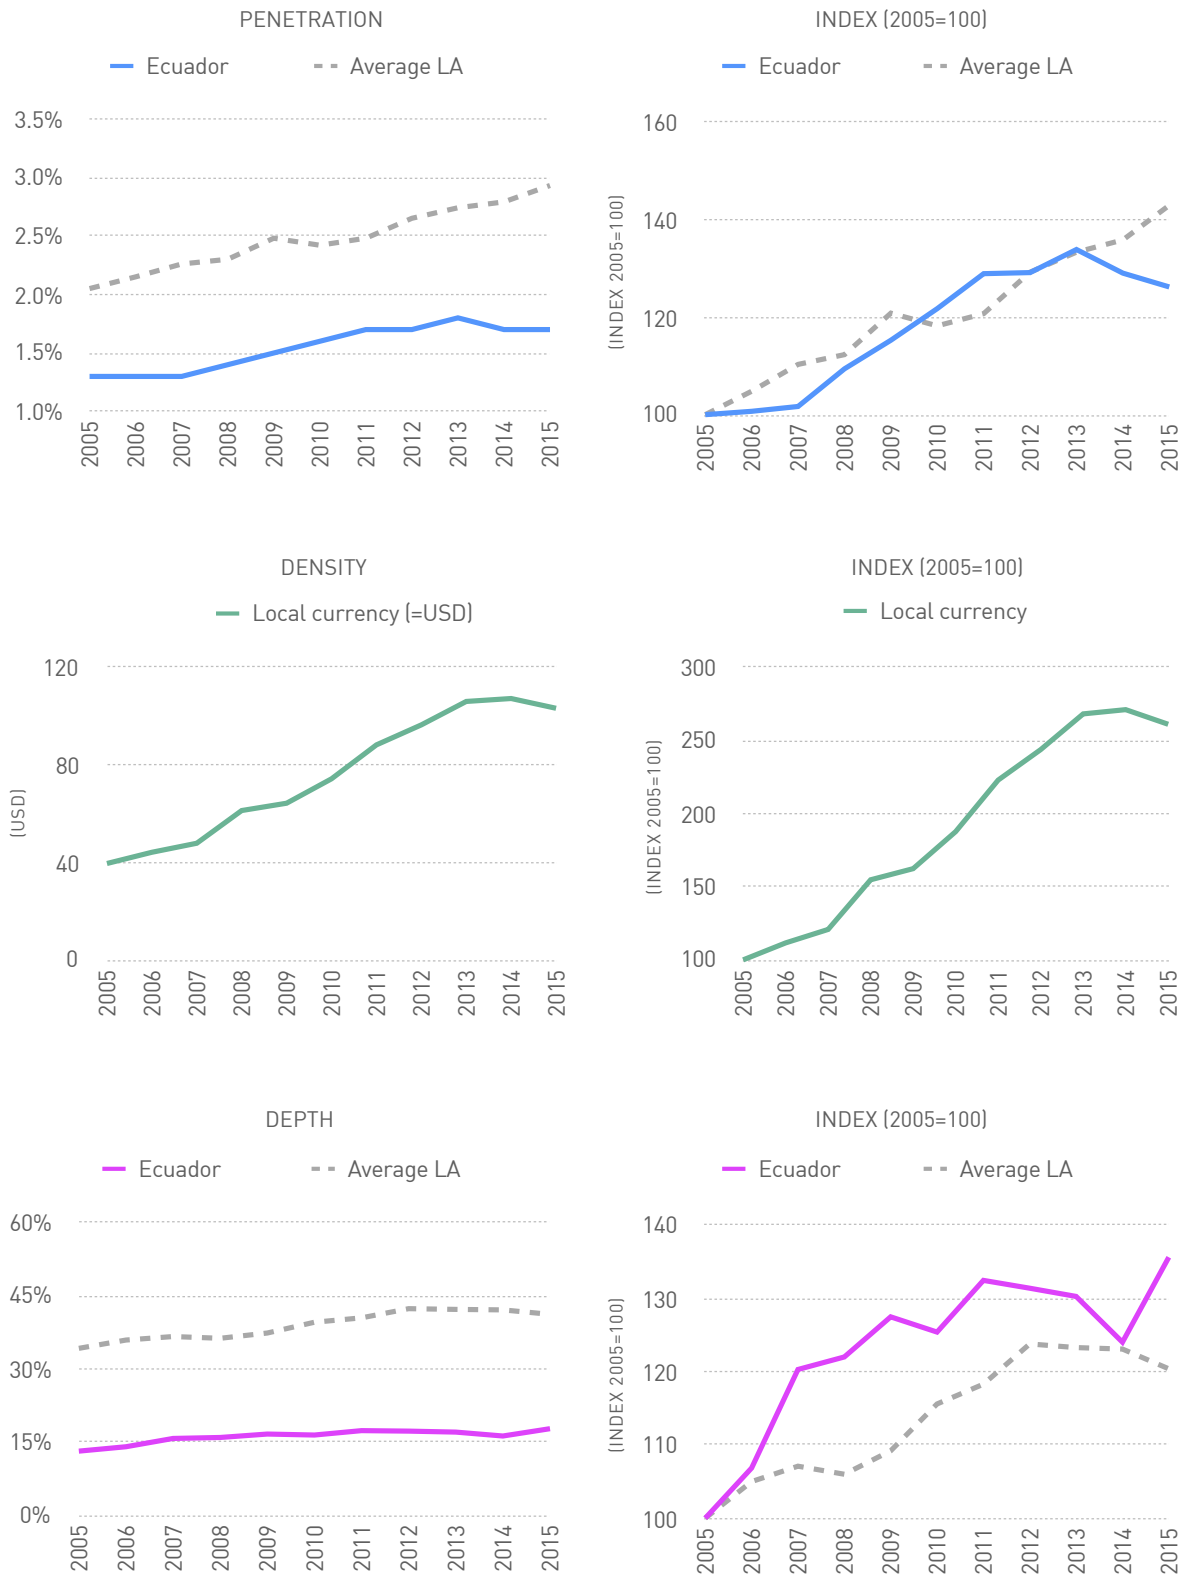 PENETRATION
Ecuador
Average LA
3.5%
3.0%
2.5%
2.0%
1.5%
1.0%
2005 2006 2007 2008 2009 2010 2011 2012 2013 2014 2015
INDEX (2005=100)
Ecuador
Average LA
(INDEX 2005=100)
160
140
120
100
2005 2006 2007 2008 2009 2010 2011 2012 2013 2014 2015
DENSITY
Local currency (=USD)
(USD)
120
80
40
0
2005 2006 2007 2008 2009 2010 2011 2012 2013 2014 2015
INDEX (2005=100)
Local currency
(INDEX 2005=100)
300
250
200
150
100
2005 2006 2007 2008 2009 2010 2011 2012 2013 2014 2015
DEPTH
Ecuador
Average LA
60%
45%
30%
15%
0%
2005 2006 2007 2008 2009 2010 2011 2012 2013 2014 2015
INDEX (2005=100)
Ecuador
Average LA
(INDEX 2005=100)
140
130
120
110
100
2005 2006 2007 2008 2009 2010 2011 2012 2013 2014 2015